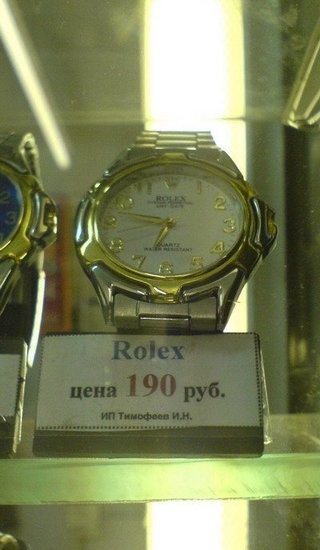 ROLEX
QUARTZ
WATER RESISTANT
Rolex
цена 190 руб.
ИП Тимофеев И.Н.